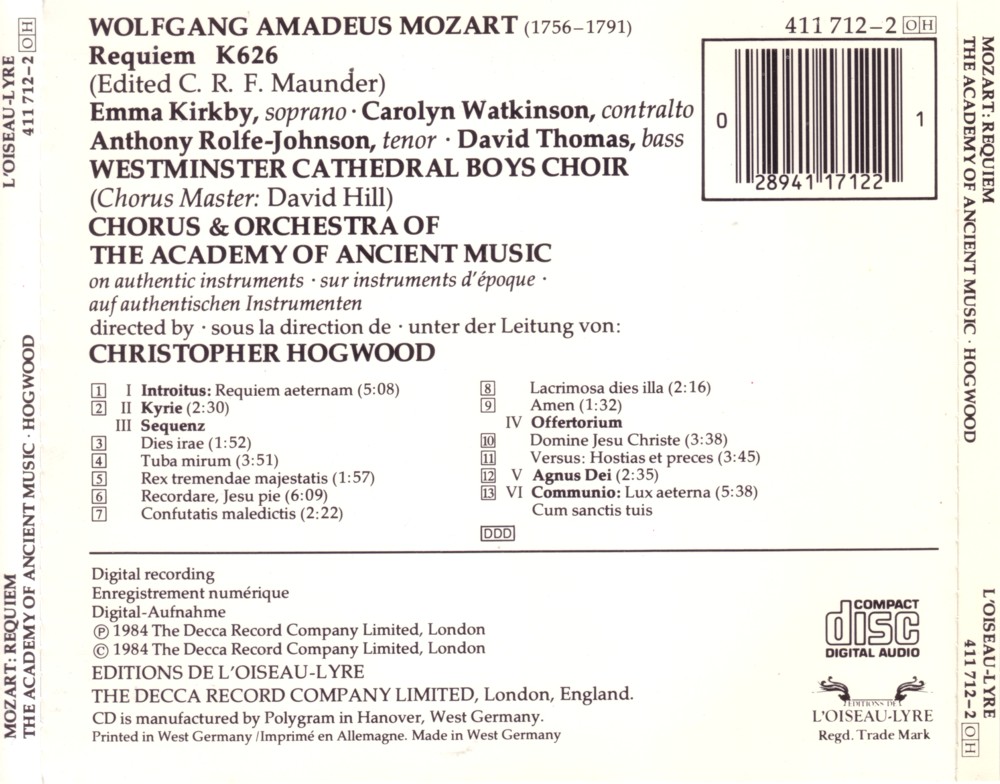 WOLFGANG AMADEUS MOZART (1756–1791)
Requiem K626
(Edited C. R. F. Maunder)
Emma Kirkby, soprano · Carolyn Watkinson, contralto
Anthony Rolfe-Johnson, tenor · David Thomas, bass
WESTMINSTER CATHEDRAL BOYS CHOIR
(Chorus Master: David Hill)
CHORUS & ORCHESTRA OF
THE ACADEMY OF ANCIENT MUSIC
on authentic instruments · sur instruments d'époque ·
auf authentischen Instrumenten
directed by · sous la direction de · unter der Leitung von:
CHRISTOPHER HOGWOOD
411 712–2 OH
0 28941 17122 1
1 I Introitus: Requiem aeternam (5:08)
2 II Kyrie (2:30)
III Sequenz
3 Dies irae (1:52)
4 Tuba mirum (3:51)
5 Rex tremendae majestatis (1:57)
6 Recordare, Jesu pie (6:09)
7 Confutatis maledictis (2:22)
8 Lacrimosa dies illa (2:16)
9 Amen (1:32)
IV Offertorium
10 Domine Jesu Christe (3:38)
11 Versus: Hostias et preces (3:45)
12 V Agnus Dei (2:35)
13 VI Communio: Lux aeterna (5:38)
Cum sanctis tuis
DDD
Digital recording
Enregistrement numérique
Digital-Aufnahme
℗ 1984 The Decca Record Company Limited, London
© 1984 The Decca Record Company Limited, London
EDITIONS DE L'OISEAU-LYRE
THE DECCA RECORD COMPANY LIMITED, London, England.
CD is manufactured by Polygram in Hanover, West Germany.
Printed in West Germany /Imprimé en Allemagne. Made in West Germany
COMPACT
disc
DIGITAL AUDIO
EDITIONS DE
L'OISEAU-LYRE
Regd. Trade Mark
MOZART: REQUIEM
THE ACADEMY OF ANCIENT MUSIC · HOGWOOD
L'OISEAU-LYRE
411 712–2 OH
MOZART: REQUIEM
THE ACADEMY OF ANCIENT MUSIC · HOGWOOD
L'OISEAU-LYRE
411 712–2 OH